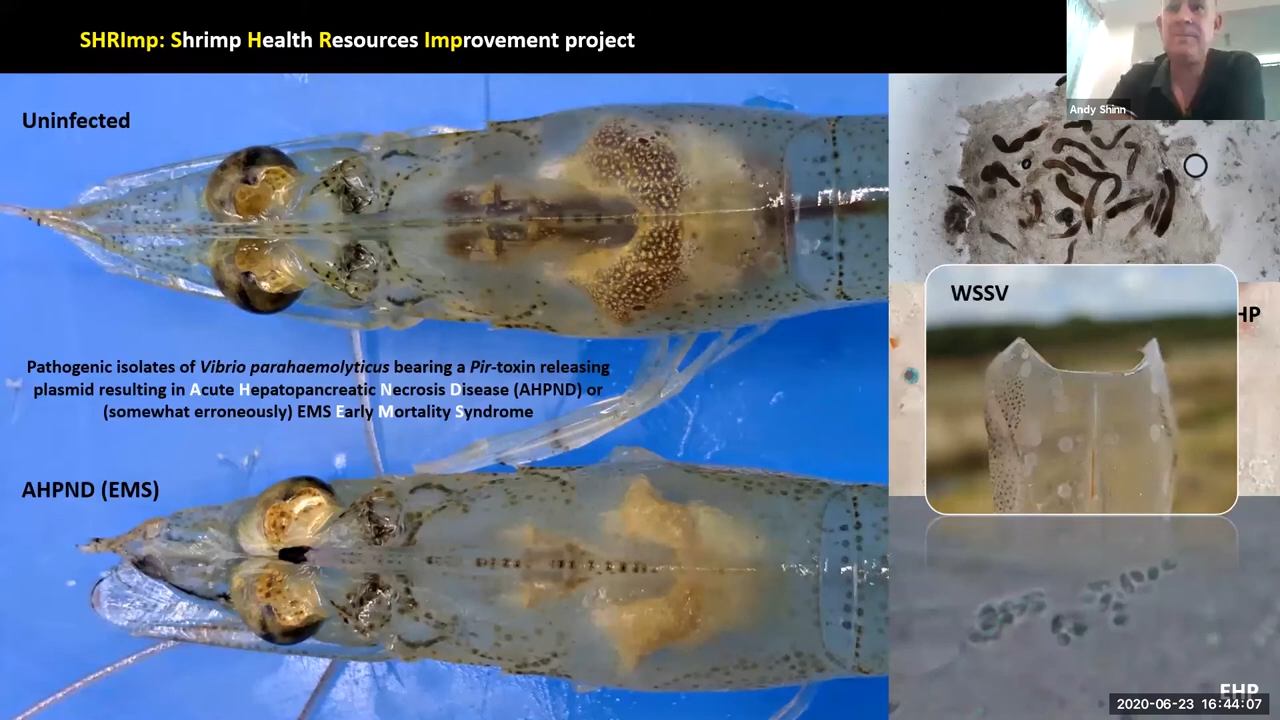 SHRImp: Shrimp Health Resources Improvement project
Andy Shinn
Uninfected
WSSV
HP
Pathogenic isolates of Vibrio parahaemolyticus bearing a Pir-toxin releasing
plasmid resulting in Acute Hepatopancreatic Necrosis Disease (AHPND) or
(somewhat erroneously) EMS Early Mortality Syndrome
AHPND (EMS)
EHP
2020-06-23 16:44:07